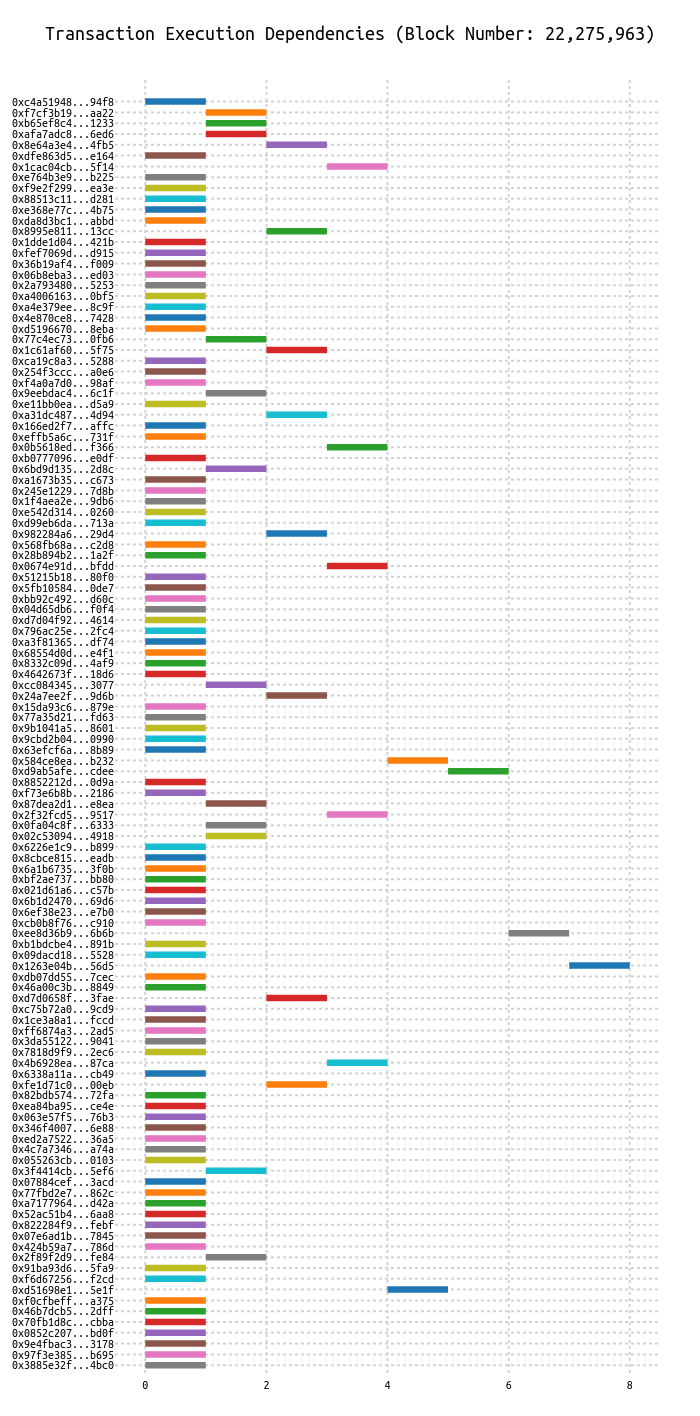 Transaction Execution Dependencies (Block Number: 22,275,963)
0xc4a51948...94f8
0xf7cf3b19...aa22
0xb65ef8c4...1233
0xafa7adc8...6ed6
0x8e64a3e4...4fb5
0xdfe863d5...e164
0x1cac04cb...5f14
0xe764b3e9...b225
0xf9e2f299...ea3e
0x88513c11...d281
0xe368e77c...4b75
0xda8d3bc1...abbd
0x8995e811...13cc
0x1dde1d04...421b
0xfef7069d...d915
0x36b19af4...f009
0x06b8eba3...ed03
0x2a793480...5253
0xa4006163...0bf5
0xa4e379ee...8c9f
0x4e870ce8...7428
0xd5196670...8eba
0x77c4ec73...0fb6
0x1c61af60...5f75
0xca19c8a3...5288
0x254f3ccc...a0e6
0xf4a0a7d0...98af
0x9eebdac4...6c1f
0xe11bb0ea...d5a9
0xa31dc487...4d94
0x166ed2f7...affc
0xeffb5a6c...731f
0x0b5618ed...f366
0xb0777096...e0df
0x6bd9d135...2d8c
0xa1673b35...c673
0x245e1229...7d8b
0x1f4aea2e...9db6
0xe542d314...0260
0xd99eb6da...713a
0x982284a6...29d4
0x568fb68a...c2d8
0x28b894b2...1a2f
0x0674e91d...bfdd
0x51215b18...80f0
0x5fb10584...0de7
0xbb92c492...d60c
0x04d65db6...f0f4
0xd7d04f92...4614
0x796ac25e...2fc4
0xa3f81365...df74
0x68554d0d...e4f1
0x8332c09d...4af9
0x4642673f...18d6
0xcc084345...3077
0x24a7ee2f...9d6b
0x15da93c6...879e
0x77a35d21...fd63
0x9b1041a5...8601
0x9cbd2b04...0990
0x63efcf6a...8b89
0x584ce8ea...b232
0xd9ab5afe...cdee
0x8852212d...0d9a
0xf73e6b8b...2186
0x87dea2d1...e8ea
0x2f32fcd5...9517
0x0fa04c8f...6333
0x02c53094...4918
0x6226e1c9...b899
0x8cbce815...eadb
0x6a1b6735...3f0b
0xbf2ae737...bb80
0x021d61a6...c57b
0x6b1d2470...69d6
0x6ef38e23...e7b0
0xcb0b8f76...c910
0xee8d36b9...6b6b
0xb1bdcbe4...891b
0x09dacd18...5528
0x1263e04b...56d5
0xdb07dd55...7cec
0x46a00c3b...8849
0xd7d0658f...3fae
0xc75b72a0...9cd9
0x1ce3a8a1...fccd
0xff6874a3...2ad5
0x3da55122...9041
0x7818d9f9...2ec6
0x4b6928ea...87ca
0x6338a11a...cb49
0xfe1d71c0...00eb
0x82bdb574...72fa
0xea84ba95...ce4e
0x063e57f5...76b3
0x346f4007...6e88
0xed2a7522...36a5
0x4c7a7346...a74a
0x055263cb...0103
0x3f4414cb...5ef6
0x07884cef...3acd
0x77fbd2e7...862c
0xa7177964...d42a
0x52ac51b4...6aa8
0x822284f9...febf
0x07e6ad1b...7845
0x424b59a7...786d
0x2f89f2d9...fe84
0x91ba93d6...5fa9
0xf6d67256...f2cd
0xd51698e1...5e1f
0xf0cfbeff...a375
0x46b7dcb5...2dff
0x70fb1d8c...cbba
0x0852c207...bd0f
0x9e4fbac3...3178
0x97f3e385...b695
0x3885e32f...4bc0
0 2 4 6 8